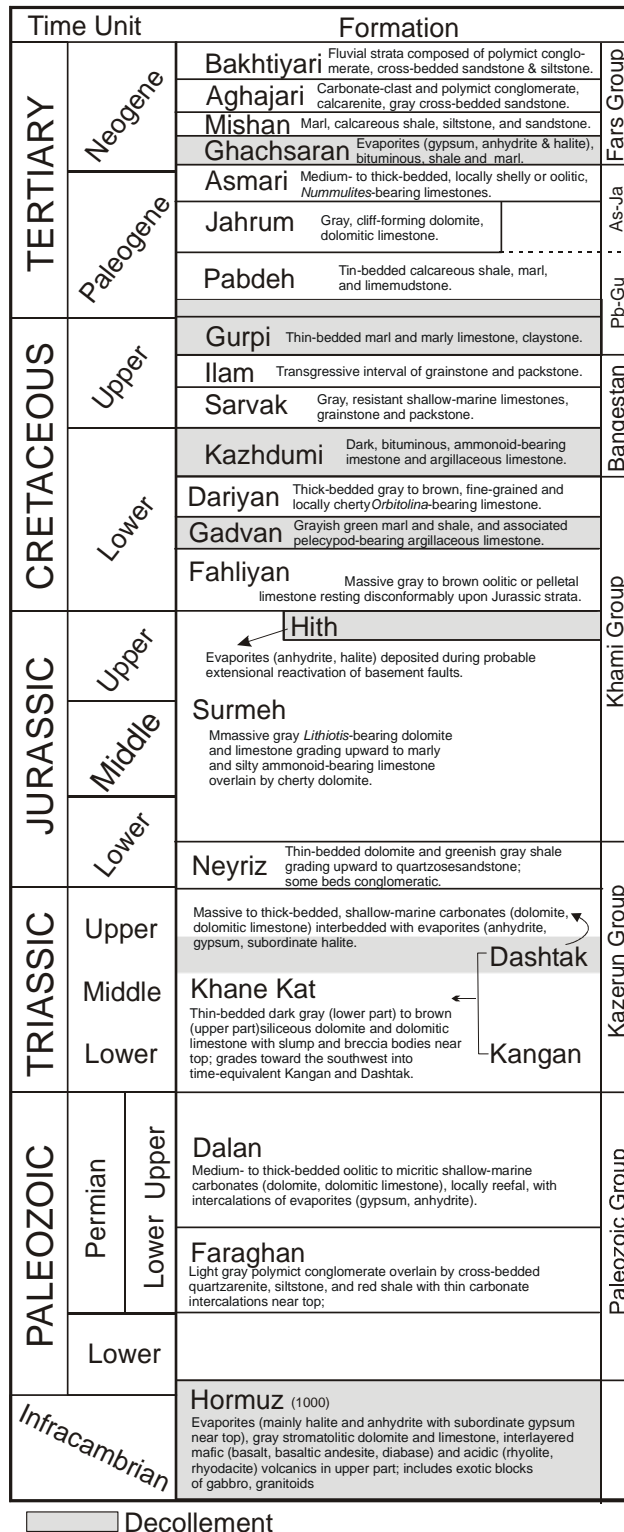 Time Unit
Formation
TERTIARY
Neogene
Bakhtiyari Fluvial strata composed of polymict conglo-
merate, cross-bedded sandstone & siltstone.
Aghajari Carbonate-clast and polymict conglomerate,
calcarenite, gray cross-bedded sandstone.
Mishan Marl, calcareous shale, siltstone, and sandstone.
Ghachsaran Evaporites (gypsum, anhydrite & halite),
bituminous, shale and marl.
Fars Group
Paleogene
Asmari Medium- to thick-bedded, locally shelly or oolitic,
Nummulites-bearing limestones.
Jahrum Gray, cliff-forming dolomite,
dolomitic limestone.
As-Ja
Pabdeh Tin-bedded calcareous shale, marl,
and limemudstone.
Pb-Gu
CRETACEOUS
Upper
Gurpi Thin-bedded marl and marly limestone, claystone.
Ilam Transgressive interval of grainstone and packstone.
Sarvak Gray, resistant shallow-marine limestones,
grainstone and packstone.
Bangestan
Lower
Kazhdumi Dark, bituminous, ammonoid-bearing
imestone and argillaceous limestone.
Dariyan Thick-bedded gray to brown, fine-grained and
locally chertyOrbitolina-bearing limestone.
Gadvan Grayish green marl and shale, and associated
pelecypod-bearing argillaceous limestone.
Fahliyan Massive gray to brown oolitic or pelletal
limestone resting disconformably upon Jurassic strata.
Khami Group
JURASSIC
Upper
Hith
Evaporites (anhydrite, halite) deposited during probable
extensional reactivation of basement faults.
Middle
Surmeh
Mmassive gray Lithiotis-bearing dolomite
and limestone grading upward to marly
and silty ammonoid-bearing limestone
overlain by cherty dolomite.
Lower
Neyriz Thin-bedded dolomite and greenish gray shale
grading upward to quartzosesandstone;
some beds conglomeratic.
Kazerun Group
TRIASSIC
Upper
Massive to thick-bedded, shallow-marine carbonates (dolomite,
dolomitic limestone) interbedded with evaporites (anhydrite,
gypsum, subordinate halite.
Dashtak
Middle
Khane Kat
Thin-bedded dark gray (lower part) to brown
(upper part)siliceous dolomite and dolomitic
limestone with slump and breccia bodies near
top; grades toward the southwest into
time-equivalent Kangan and Dashtak.
Lower
Kangan
PALEOZOIC
Permian
Upper
Dalan
Medium- to thick-bedded oolitic to micritic shallow-marine
carbonates (dolomite, dolomitic limestone), locally reefal, with
intercalations of evaporites (gypsum, anhydrite).
Lower
Faraghan
Light gray polymict conglomerate overlain by cross-bedded
quartzarenite, siltstone, and red shale with thin carbonate
intercalations near top;
Paleozoic Group
Lower
Infracambrian
Hormuz (1000)
Evaporites (mainly halite and anhydrite with subordinate gypsum
near top), gray stromatolitic dolomite and limestone, interlayered
mafic (basalt, basaltic andesite, diabase) and acidic (rhyolite,
rhyodacite) volcanics in upper part; includes exotic blocks
of gabbro, granitoids
Decollement